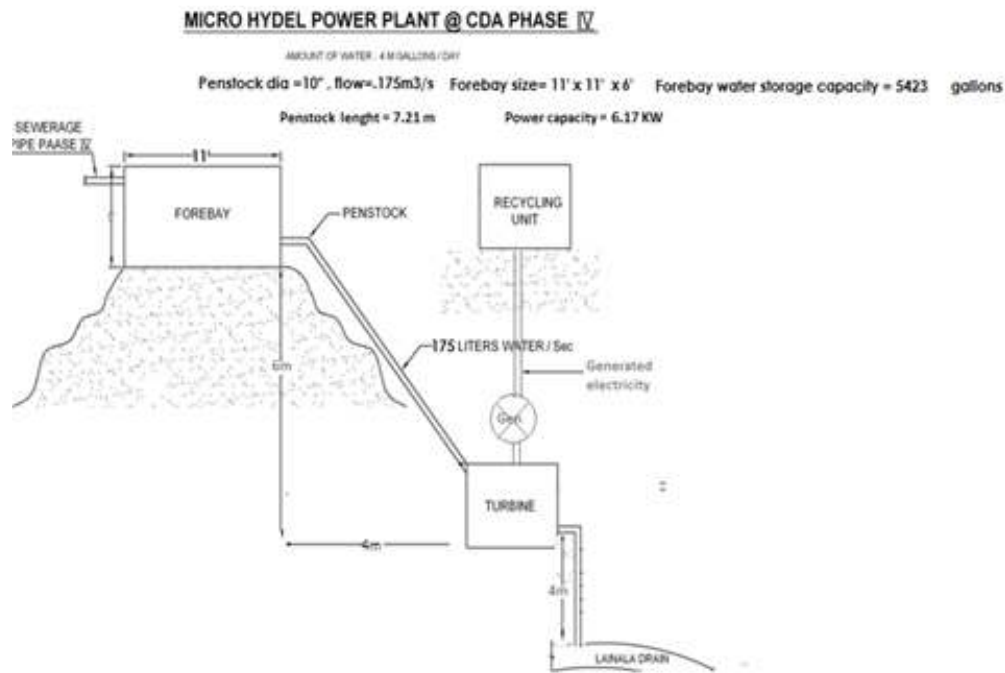 MICRO HYDEL POWER PLANT @ CDA PHASE IV
AMOUNT OF WATER : 4 M GALLONS / DAY
Penstock dia =10" , flow=.175m3/s Forebay size= 11' x 11' x 6' Forebay water storage capacity = 5423 gallons
Penstock lenght = 7.21 m Power capacity = 6.17 KW
SEWERAGE
PIPE PAASE IV
11'
FOREBAY
PENSTOCK
RECYCLING
UNIT
175 LITERS WATER / Sec
6m
Generated
electricity
Gen
TURBINE
4m
4m
LAINALA DRAIN